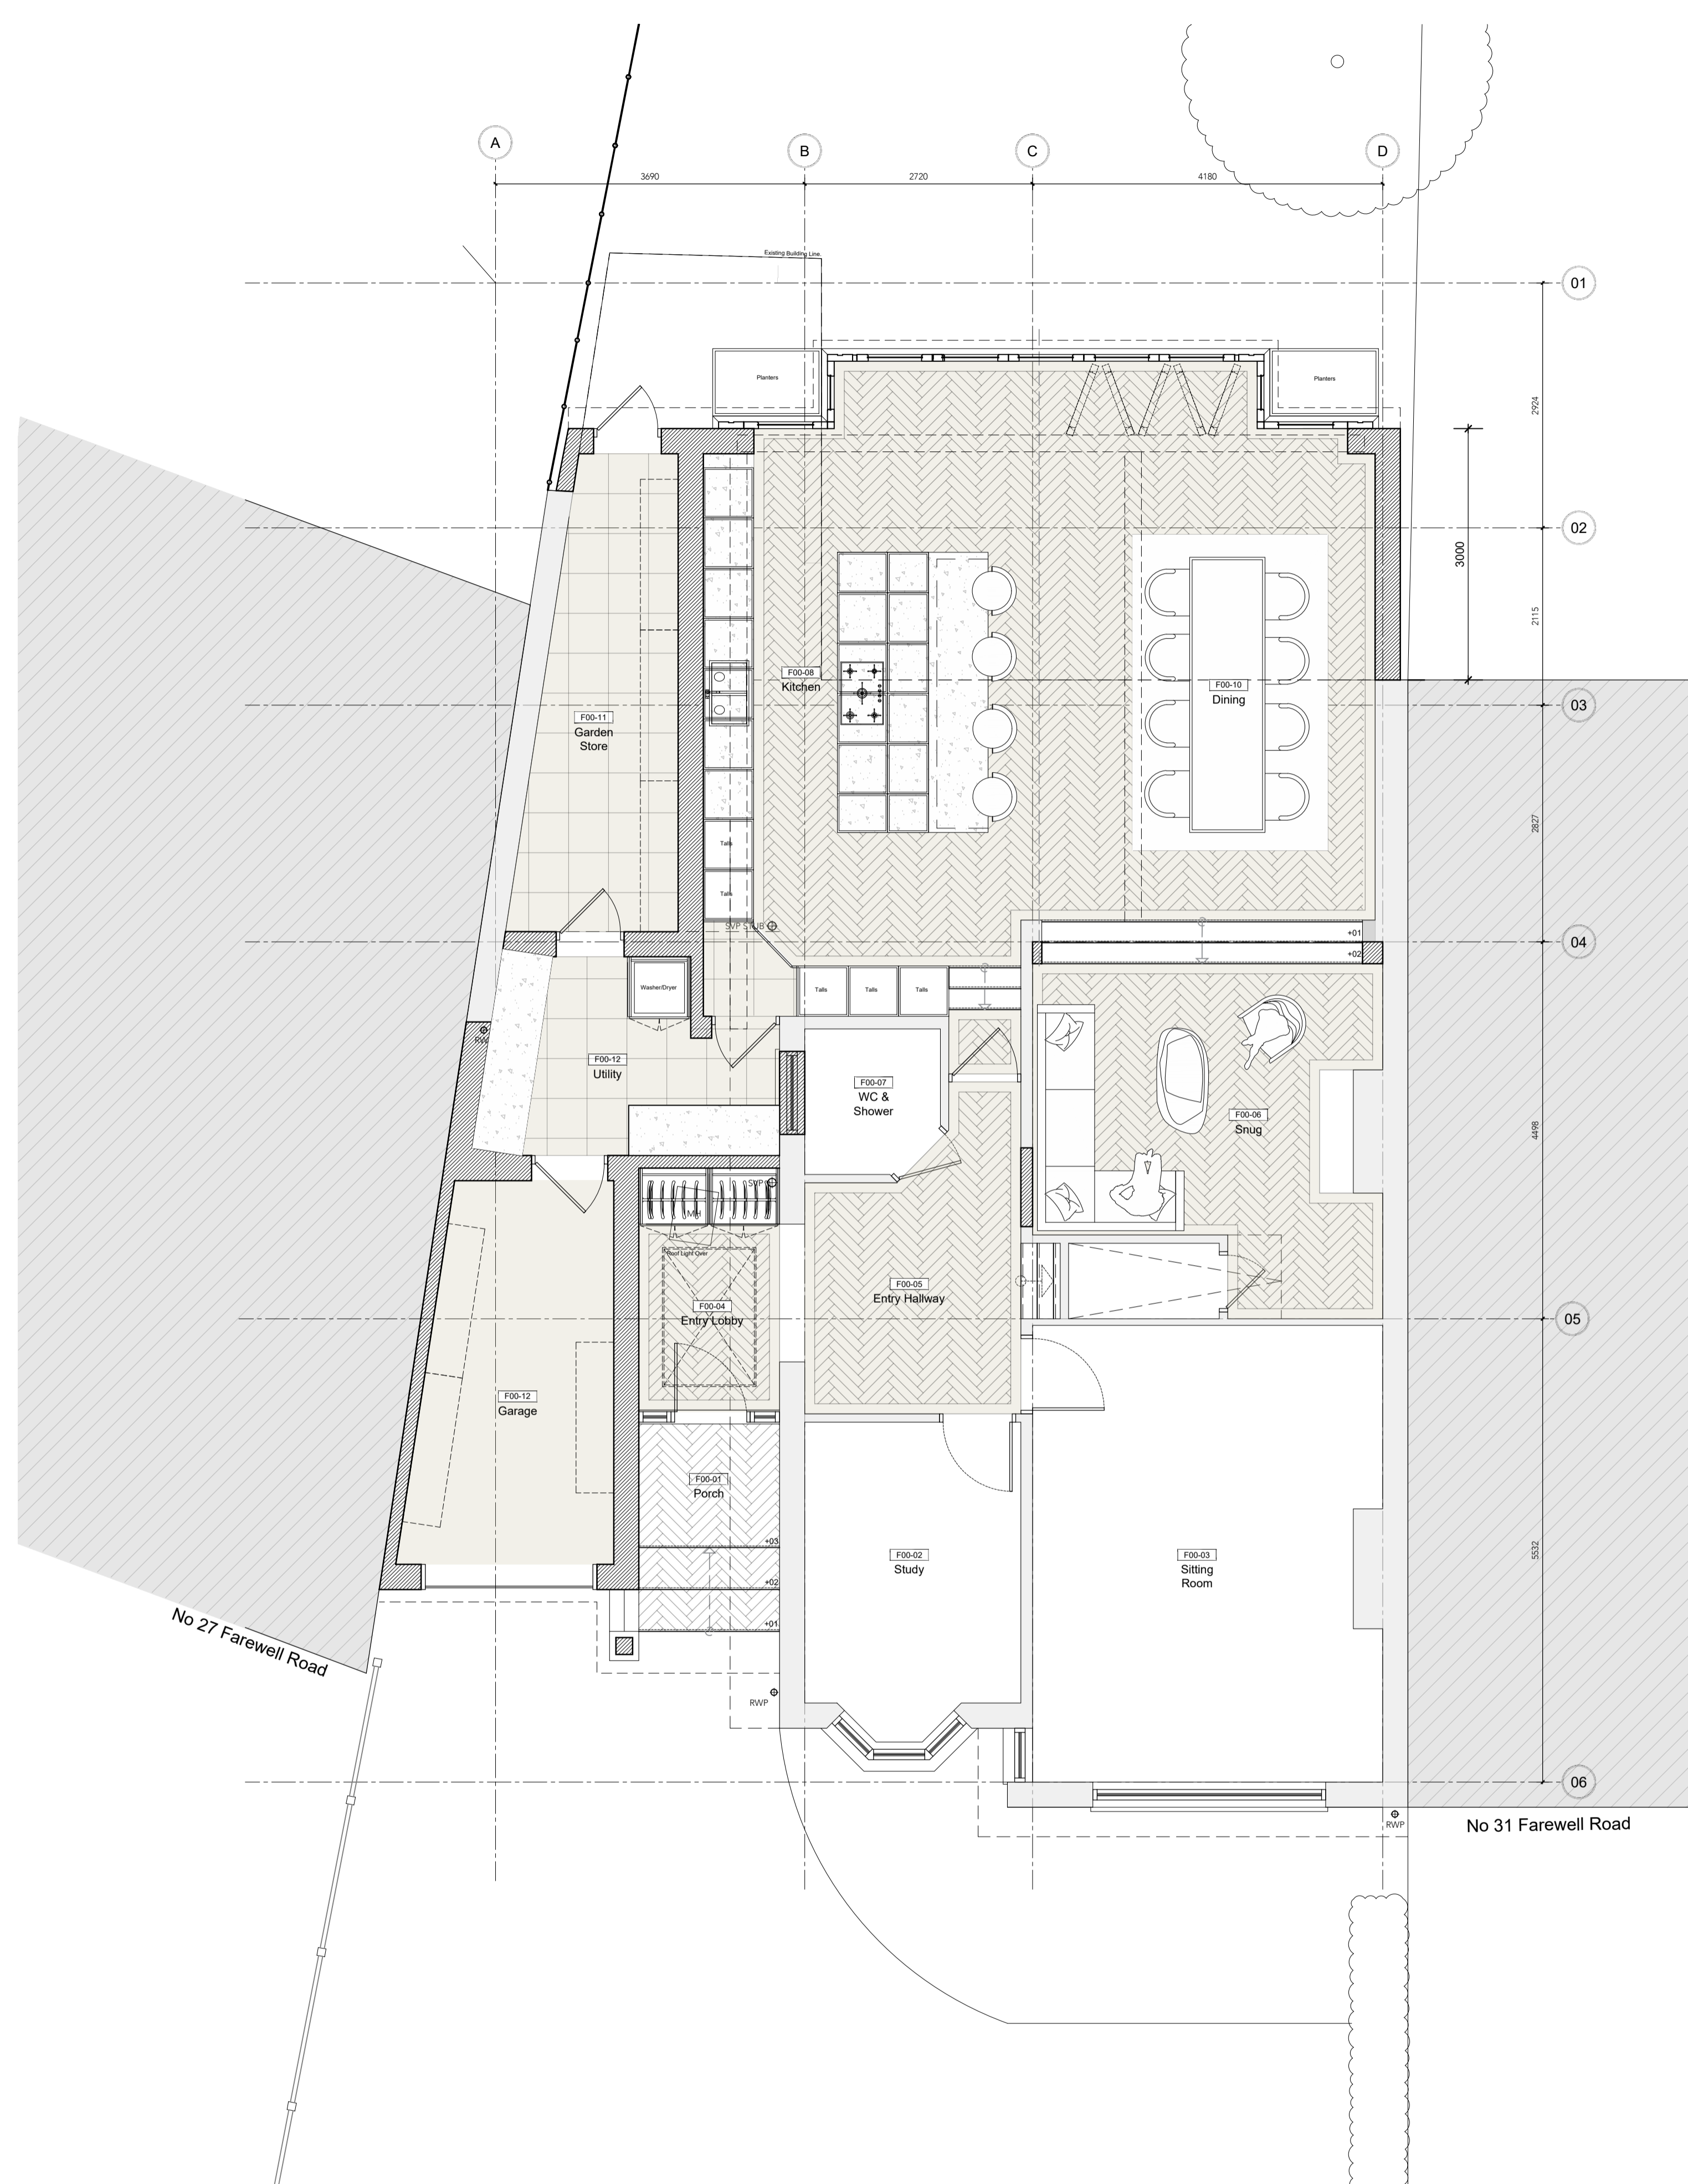 A
B
C
D
3690
2720
4180
Existing Building Line.
01
Planters
Planters
2924
02
3000
2115
F00-08
Kitchen
F00-10
Dining
03
F00-11
Garden
Store
2827
Talls
Talls
SVP STUB
+01
04
+02
Washer/Dryer
Talls
Talls
Talls
RWP
F00-12
Utility
F00-07
WC &
Shower
F00-06
Snug
4498
SVP
MH
Roof Light Over
F00-05
Entry Hallway
F00-04
Entry Lobby
05
F00-12
Garage
F00-01
Porch
+03
F00-02
Study
F00-03
Sitting
Room
5532
+02
+01
No 27 Farewell Road
RWP
06
RWP
No 31 Farewell Road